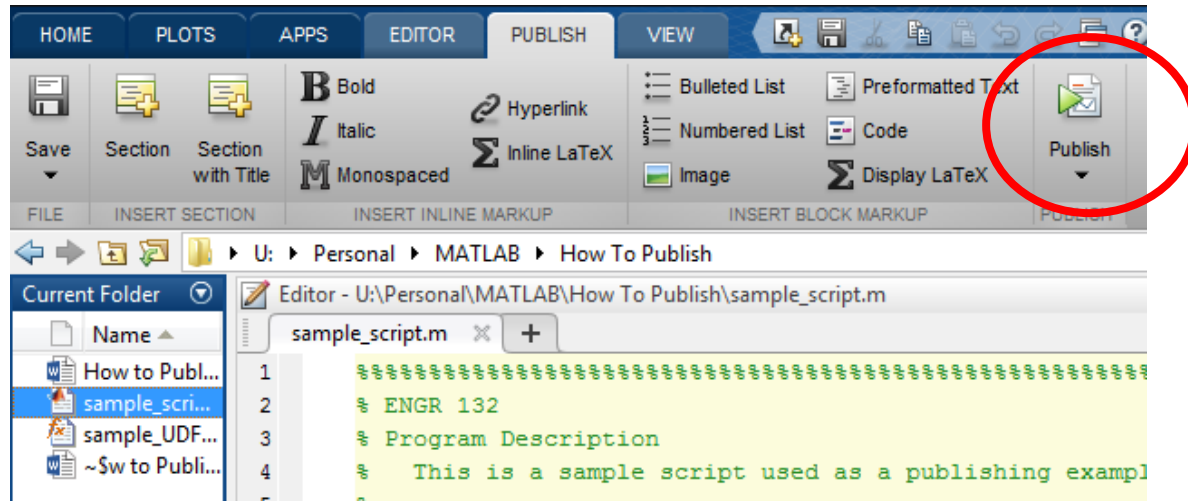 HOME PLOTS APPS EDITOR PUBLISH VIEW
Save
Section
Section with Title
B Bold
I Italic
M Monospaced
Hyperlink
Σ Inline LaTeX
Bulleted List
Numbered List
Image
Preformatted Text
Code
Σ Display LaTeX
Publish
FILE INSERT SECTION INSERT INLINE MARKUP INSERT BLOCK MARKUP PUBLISH
U: Personal MATLAB How To Publish
Current Folder
Name
How to Publ...
sample_scri...
sample_UDF...
~$w to Publi...
Editor - U:\Personal\MATLAB\How To Publish\sample_script.m
sample_script.m × +
1 %%%%%%%%%%%%%%%%%%%%%%%%%%%%%%%%%%%%%%%%%%%%%%%%%%%%%%%%
2 % ENGR 132
3 % Program Description
4 % This is a sample script used as a publishing exampl